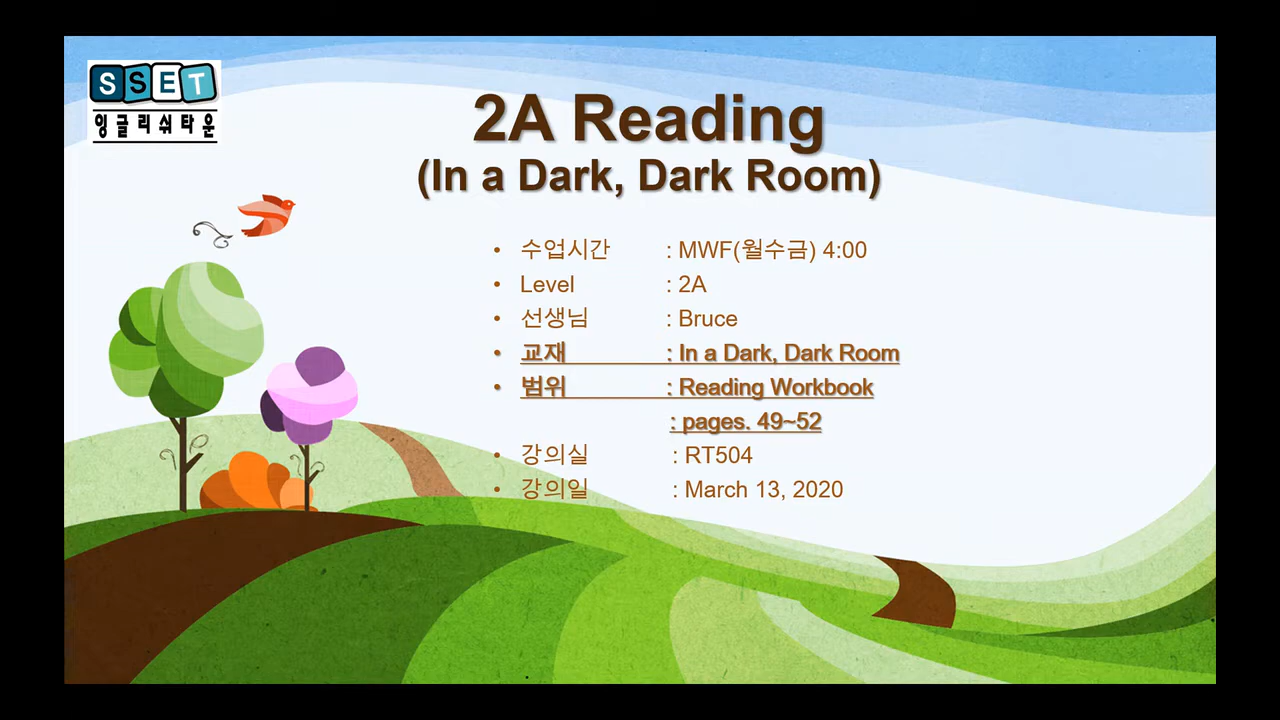 SSET
잉글리쉬타운
2A Reading
(In a Dark, Dark Room)
• 수업시간 : MWF(월수금) 4:00
• Level : 2A
• 선생님 : Bruce
• 교재 : In a Dark, Dark Room
• 범위 : Reading Workbook
: pages. 49~52
• 강의실 : RT504
• 강의일 : March 13, 2020